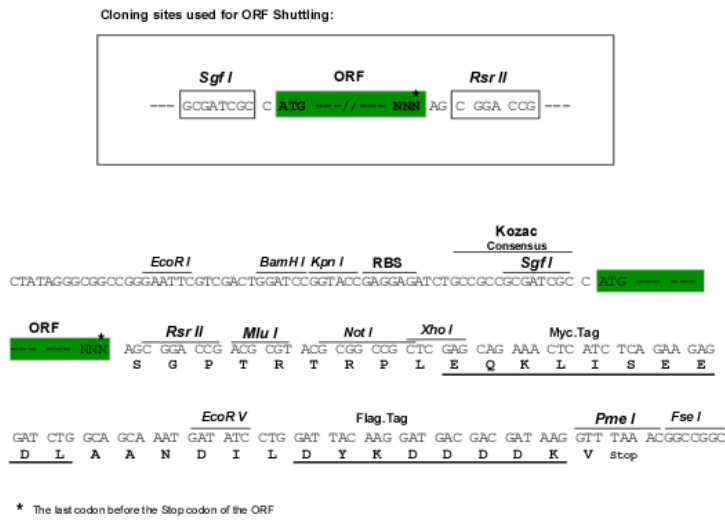 Cloning sites used for ORF Shuttling:
Sgf I ORF Rsr II
*
--- GCGATCGC C ATG ---//--- NNN AG C GGA CCG ---
Kozac
Consensus
EcoR I BamH I Kpn I RBS Sgf I
CTATAGGGCGGCCGGGAATTCGTCGACTGGATCCGGTACCGAGGAGATCTGCCGCCGCGATCGC C ATG --- ---
ORF
* Rsr II Mlu I Not I Xho I Myc.Tag
--- --- NNN AGC GGA CCG ACG CGT ACG CGG CCG CTC GAG CAG AAA CTC ATC TCA GAA GAG
S G P T R T R P L E Q K L I S E E
EcoR V Flag.Tag Pme I Fse I
GAT CTG GCA GCA AAT GAT ATC CTG GAT TAC AAG GAT GAC GAC GAT AAG GTT TAA ACGGCCGGC
D L A A N D I L D Y K D D D D K V Stop
* The last codon before the Stop codon of the ORF